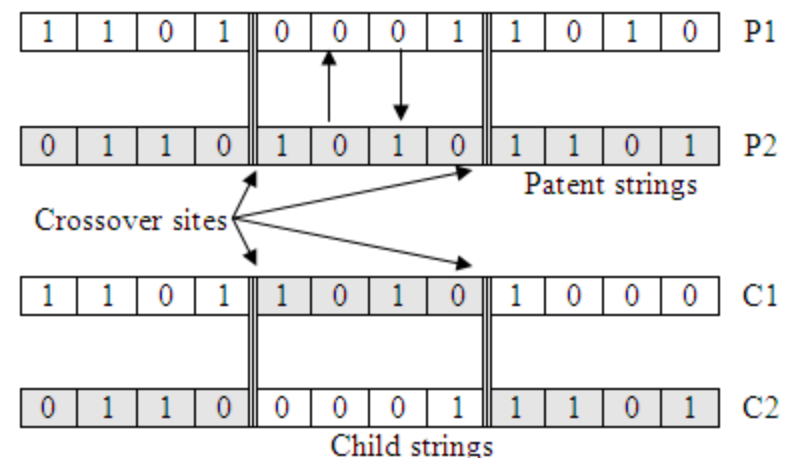 1 1 0 1 0 0 0 1 1 0 1 0 P1
0 1 1 0 1 0 1 0 1 1 0 1 P2
Patent strings
Crossover sites
1 1 0 1 1 0 1 0 1 0 0 0 C1
0 1 1 0 0 0 0 1 1 1 0 1 C2
Child strings